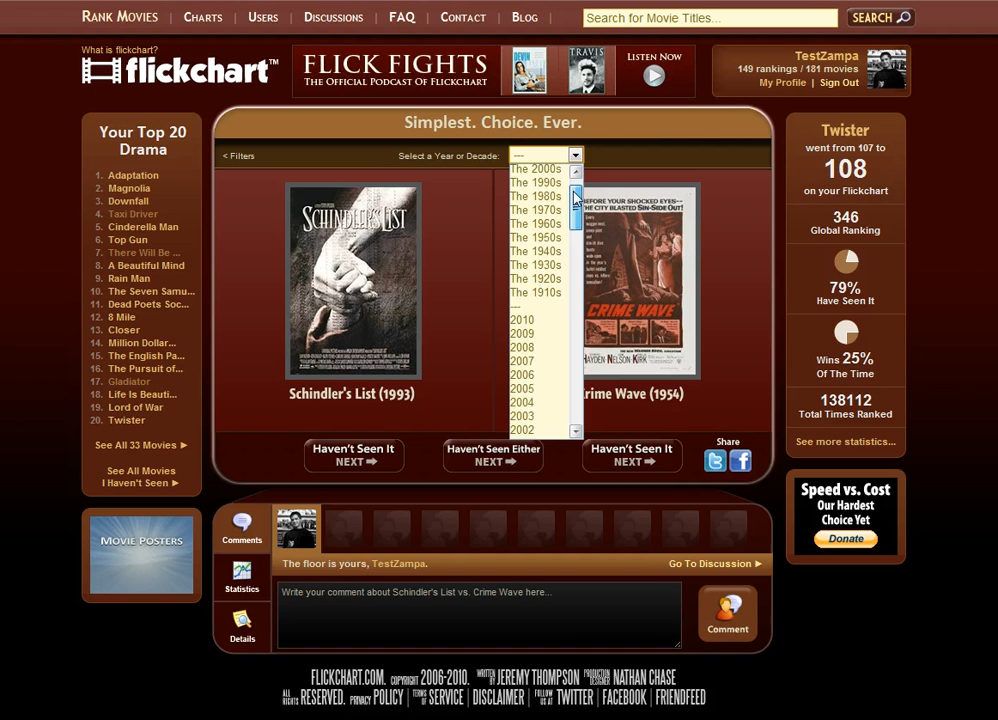 Rank Movies | Charts | Users | Discussions | FAQ | Contact | Blog |
Search for Movie Titles...
SEARCH
What is flickchart?
flickchart™
FLICK FIGHTS
The Official Podcast Of Flickchart
DEVIN
TRAVIS
Listen Now
TestZampa
149 rankings / 181 movies
My Profile | Sign Out
Your Top 20
Drama
1. Adaptation
2. Magnolia
3. Downfall
4. Taxi Driver
5. Cinderella Man
6. Top Gun
7. There Will Be ...
8. A Beautiful Mind
9. Rain Man
10. The Seven Samu...
11. Dead Poets Soc...
12. 8 Mile
13. Closer
14. Million Dollar...
15. The English Pa...
16. The Pursuit of...
17. Gladiator
18. Life Is Beauti...
19. Lord of War
20. Twister
See All 33 Movies ►
See All Movies
I Haven't Seen ►
MOVIE POSTERS
Simplest. Choice. Ever.
< Filters
Select a Year or Decade:
---
The 2000s
The 1990s
The 1980s
The 1970s
The 1960s
The 1950s
The 1940s
The 1930s
The 1920s
The 1910s
---
2010
2009
2008
2007
2006
2005
2004
2003
2002
SCHINDLER'S LIST
Schindler's List (1993)
BEFORE YOUR SHOCKED EYES--
THE CITY BLASTED SIN-SIDE OUT!
CRIME WAVE
HAYDEN NELSON KIRK
rime Wave (1954)
Haven't Seen It
NEXT
Haven't Seen Either
NEXT
Haven't Seen It
NEXT
Share
Comments
Statistics
Details
The floor is yours, TestZampa.
Go To Discussion ►
Write your comment about Schindler's List vs. Crime Wave here...
Comment
Twister
went from 107 to
108
on your Flickchart
346
Global Ranking
79%
Have Seen It
Wins 25%
Of The Time
138112
Total Times Ranked
See more statistics...
Speed vs. Cost
Our Hardest
Choice Yet
Donate
FLICKCHART.COM. COPYRIGHT 2006-2010. WRITTEN BY JEREMY THOMPSON PRODUCTION DESIGNER NATHAN CHASE
ALL RIGHTS RESERVED. PRIVACY POLICY | TERMS OF SERVICE | DISCLAIMER | FOLLOW US AT TWITTER | FACEBOOK | FRIENDFEED